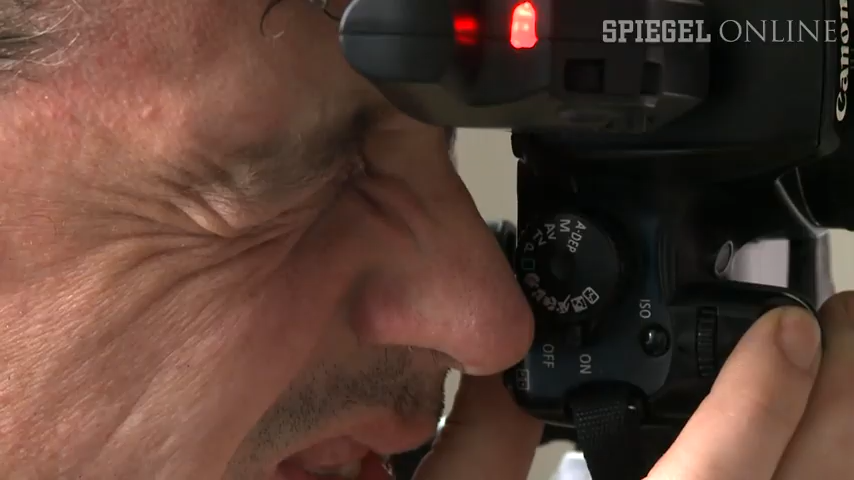 SPIEGEL ONLINE
Canon
A-DEP
M
Av
Tv
P
ISO
OFF
ON